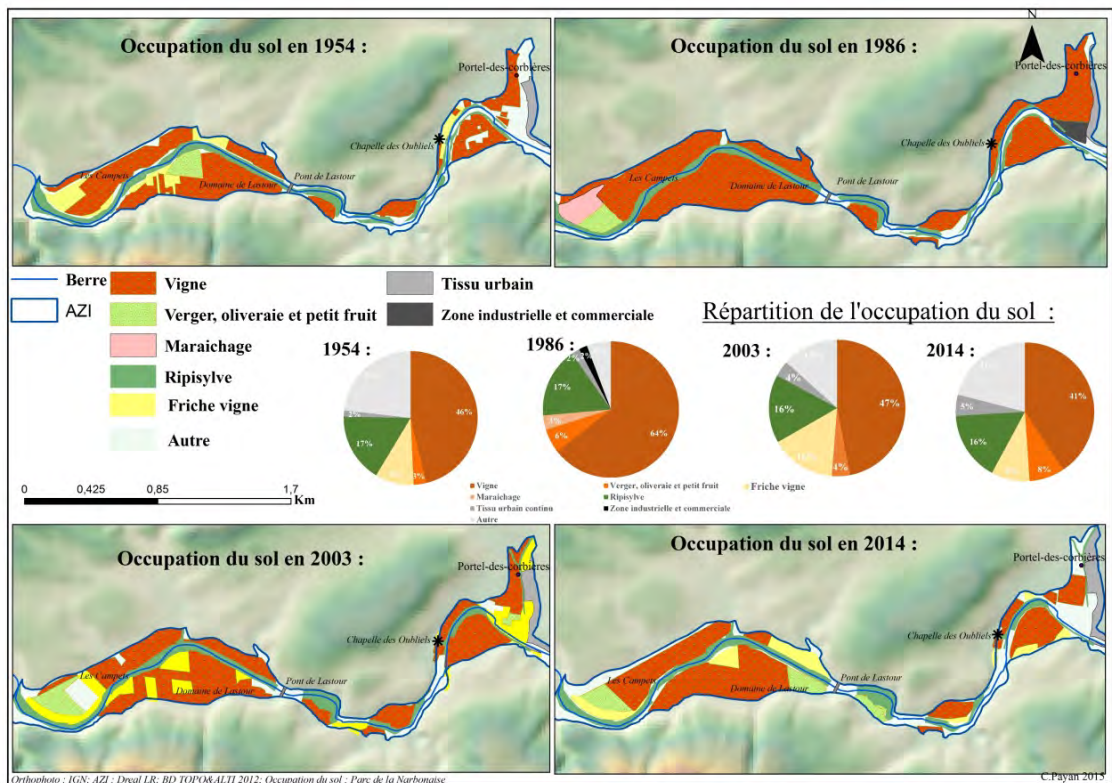 Occupation du sol en 1954 :
Portel-des-corbières
Chapelle des Oubliels
Les Campets
Domaine de Lastour
Pont de Lastour
N
Occupation du sol en 1986 :
Portel-des-corbières
Chapelle des Oubliels
Les Campets
Domaine de Lastour
Pont de Lastour
Berre
AZI
Vigne
Verger, oliveraie et petit fruit
Maraichage
Ripisylve
Friche vigne
Autre
Tissu urbain
Zone industrielle et commerciale
0 0,425 0,85 1,7
Km
Répartition de l'occupation du sol :
1954 :
46%
3%
17%
1986 :
64%
6%
17%
2%
2003 :
47%
4%
16%
4%
2014 :
41%
8%
16%
5%
Vigne
Verger, oliveraie et petit fruit
Friche vigne
Maraichage
Ripisylve
Tissu urbain continu
Zone industrielle et commerciale
Autre
Occupation du sol en 2003 :
Portel-des-corbières
Chapelle des Oubliels
Les Campets
Domaine de Lastour
Pont de Lastour
Occupation du sol en 2014 :
Portel-des-corbières
Chapelle des Oubliels
Les Campets
Domaine de Lastour
Pont de Lastour
Orthophoto : IGN; AZI : Dreal LR; BD TOPO&ALTI 2012; Occupation du sol : Parc de la Narbonaise
C.Payan 2015